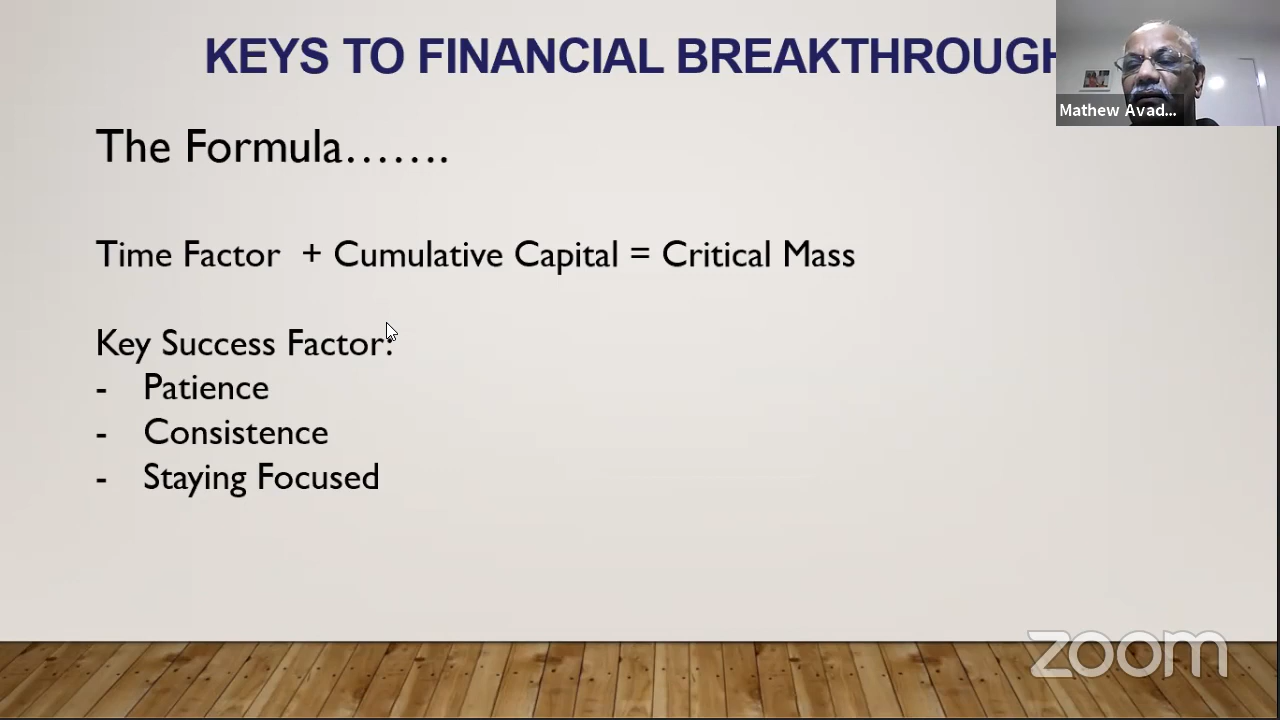 KEYS TO FINANCIAL BREAKTHROUGH
Mathew Avad...
The Formula.......
Time Factor + Cumulative Capital = Critical Mass
Key Success Factor:
- Patience
- Consistence
- Staying Focused
zoom